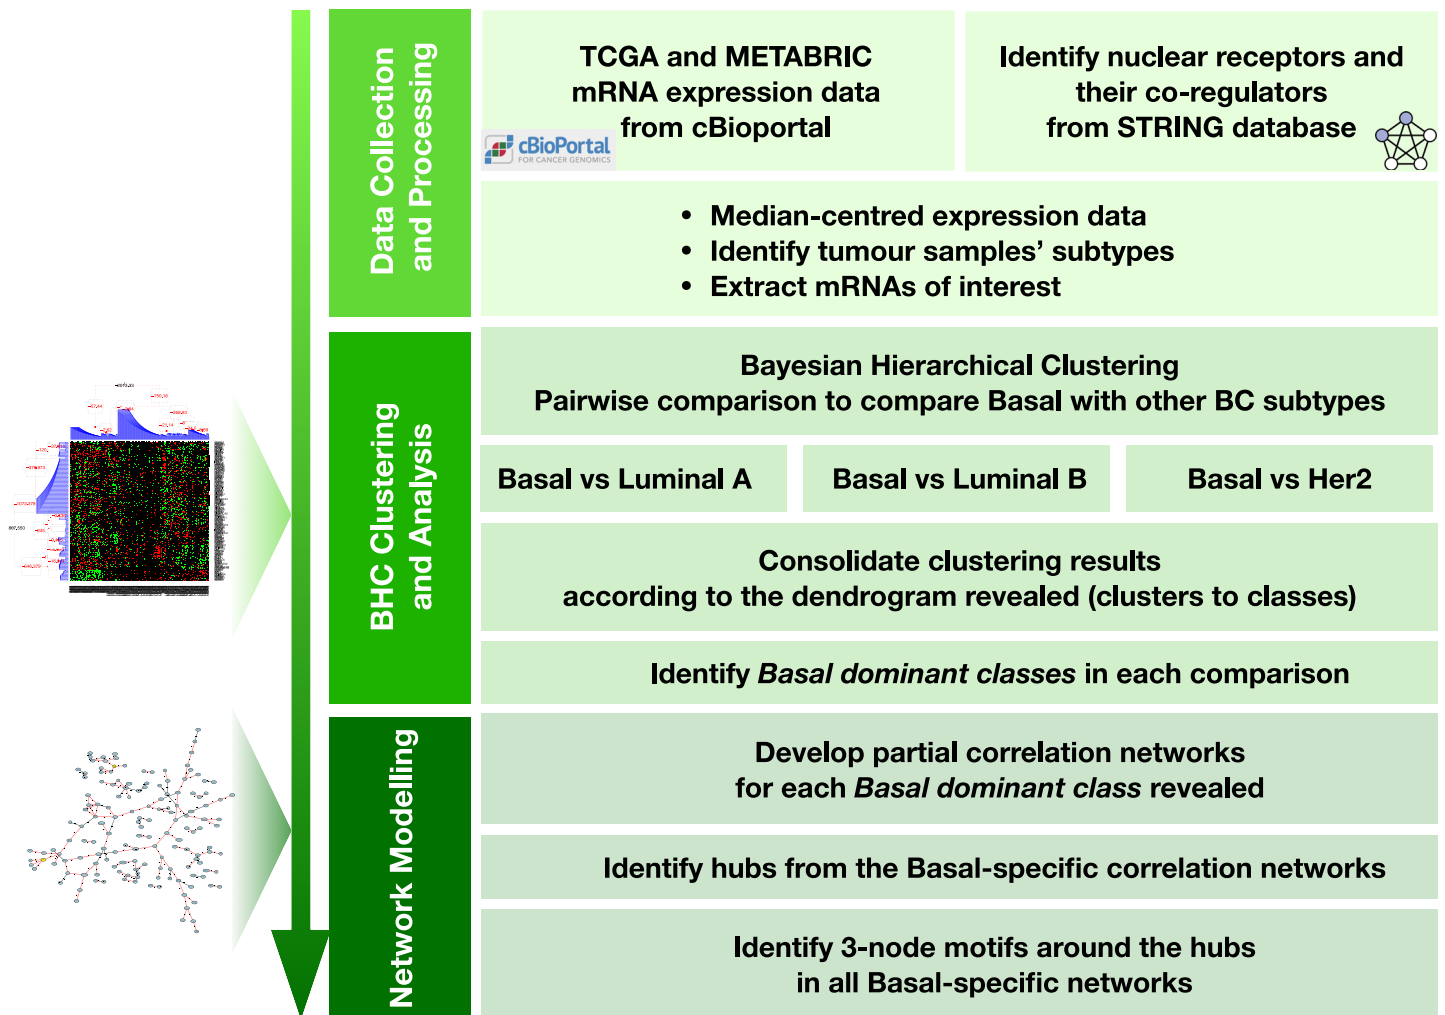 Data Collection
and Processing
TCGA and METABRIC
mRNA expression data
from cBioportal
cBioPortal
FOR CANCER GENOMICS
Identify nuclear receptors and
their co-regulators
from STRING database
• Median-centred expression data
• Identify tumour samples’ subtypes
• Extract mRNAs of interest
BHC Clustering
and Analysis
Bayesian Hierarchical Clustering
Pairwise comparison to compare Basal with other BC subtypes
Basal vs Luminal A
Basal vs Luminal B
Basal vs Her2
Consolidate clustering results
according to the dendrogram revealed (clusters to classes)
Identify Basal dominant classes in each comparison
Network Modelling
Develop partial correlation networks
for each Basal dominant class revealed
Identify hubs from the Basal-specific correlation networks
Identify 3-node motifs around the hubs
in all Basal-specific networks